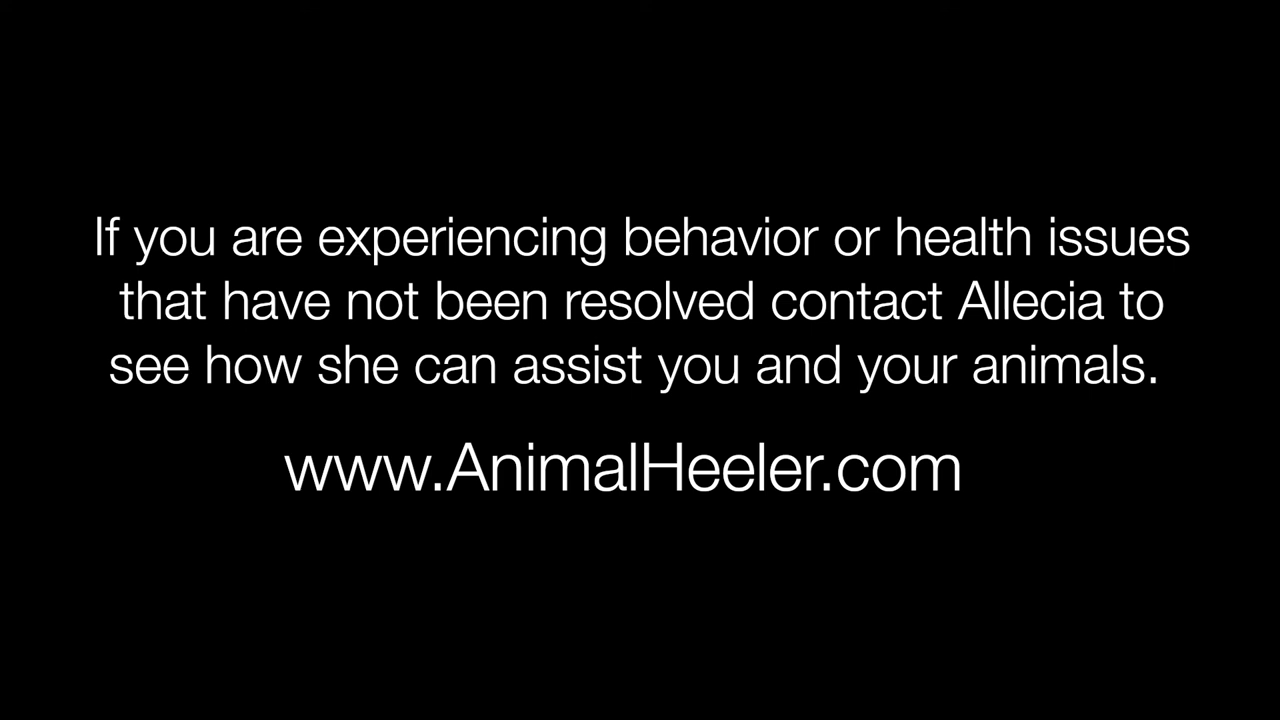 If you are experiencing behavior or health issues
that have not been resolved contact Allecia to
see how she can assist you and your animals.
www.AnimalHeeler.com